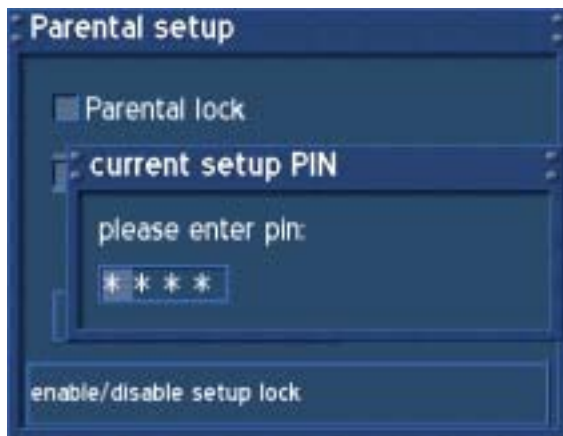 Parental setup
Parental lock
current setup PIN
please enter pin:
* * * *
enable/disable setup lock